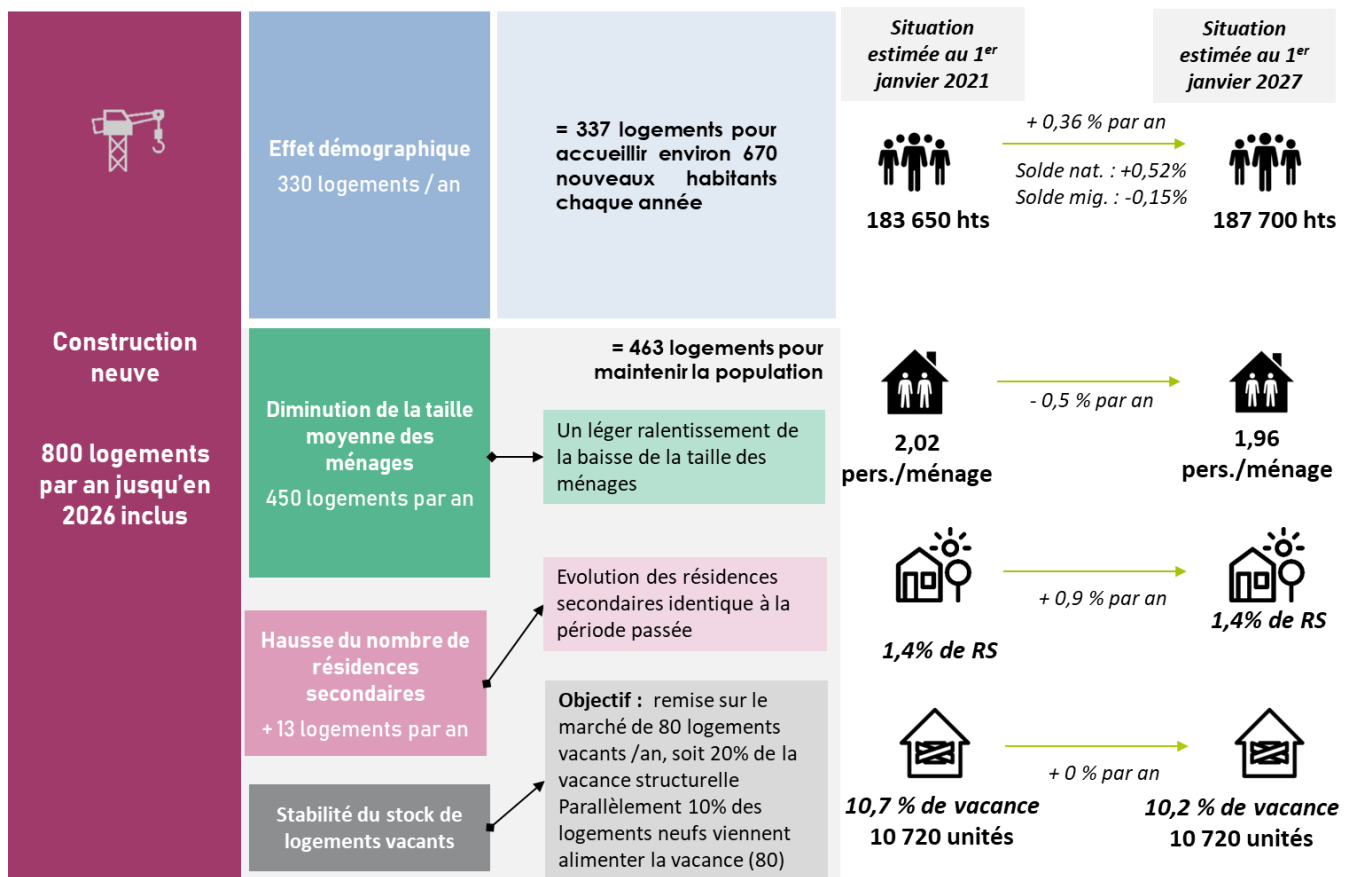 Construction
neuve
800 logements
par an jusqu'en
2026 inclus
Effet démographique
330 logements / an
= 337 logements pour
accueillir environ 670
nouveaux habitants
chaque année
Situation
estimée au 1er
janvier 2021
Situation
estimée au 1er
janvier 2027
+ 0,36 % par an
Solde nat. : +0,52%
Solde mig. : -0,15%
183 650 hts
187 700 hts
Diminution de la taille
moyenne des
ménages
450 logements par an
= 463 logements pour
maintenir la population
Un léger ralentissement de
la baisse de la taille des
ménages
- 0,5 % par an
2,02
pers./ménage
1,96
pers./ménage
Hausse du nombre de
résidences
secondaires
+ 13 logements par an
Evolution des résidences
secondaires identique à la
période passée
+ 0,9 % par an
1,4% de RS
1,4% de RS
Stabilité du stock de
logements vacants
Objectif : remise sur le
marché de 80 logements
vacants /an, soit 20% de la
vacance structurelle
Parallèlement 10% des
logements neufs viennent
alimenter la vacance (80)
+ 0 % par an
10,7 % de vacance
10 720 unités
10,2 % de vacance
10 720 unités